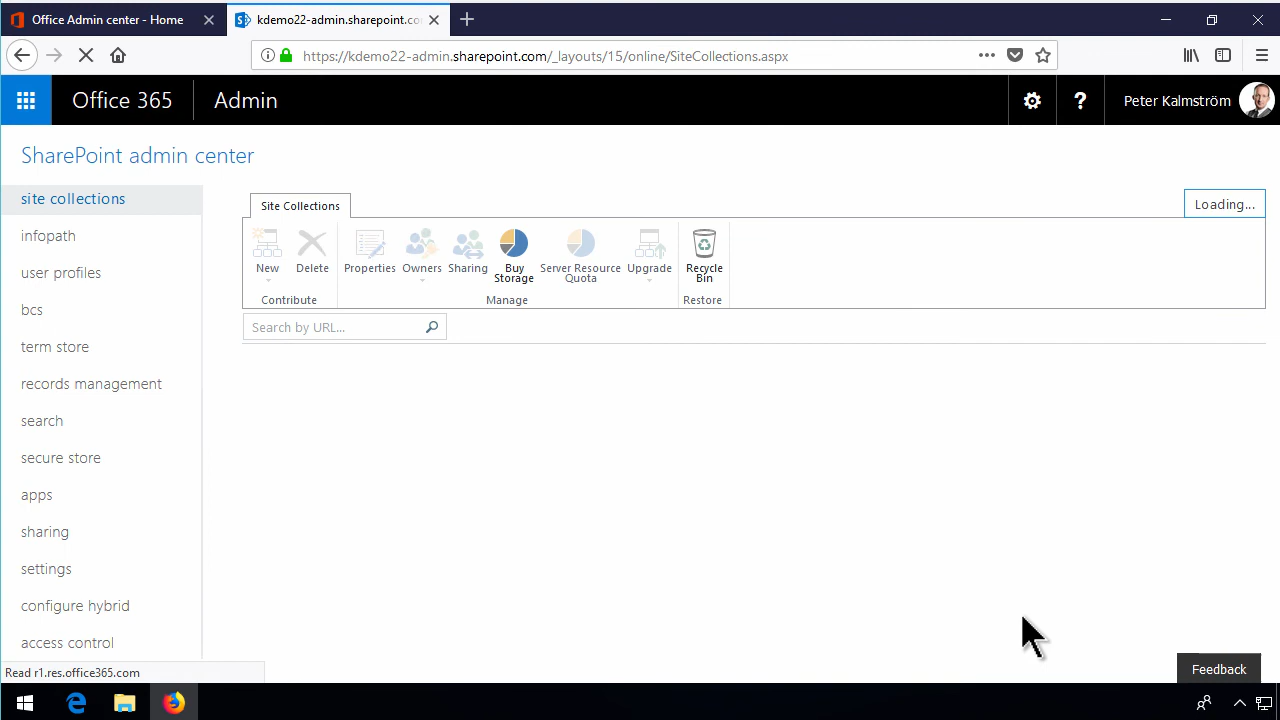 Office Admin center - Home
kdemo22-admin.sharepoint.co
https://kdemo22-admin.sharepoint.com/_layouts/15/online/SiteCollections.aspx
Office 365
Admin
?
Peter Kalmström
SharePoint admin center
site collections
infopath
user profiles
bcs
term store
records management
search
secure store
apps
sharing
settings
configure hybrid
access control
Site Collections
Loading...
New
Delete
Properties
Owners
Sharing
Buy
Storage
Server Resource
Quota
Upgrade
Recycle
Bin
Contribute
Manage
Restore
Search by URL...
Read r1.res.office365.com
Feedback